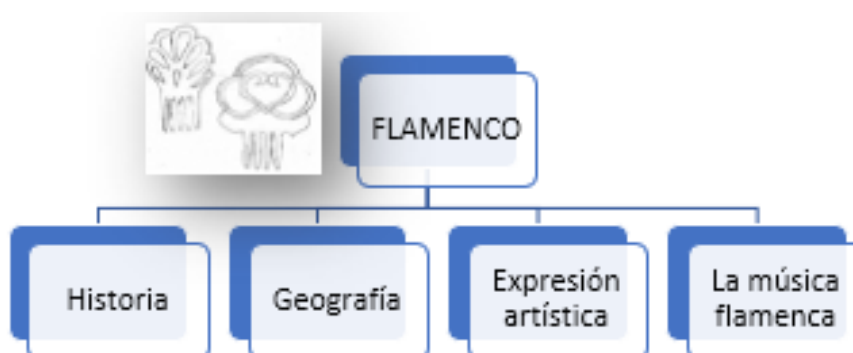 FLAMENCO
Historia
Geografía
Expresión
artística
La música
flamenca